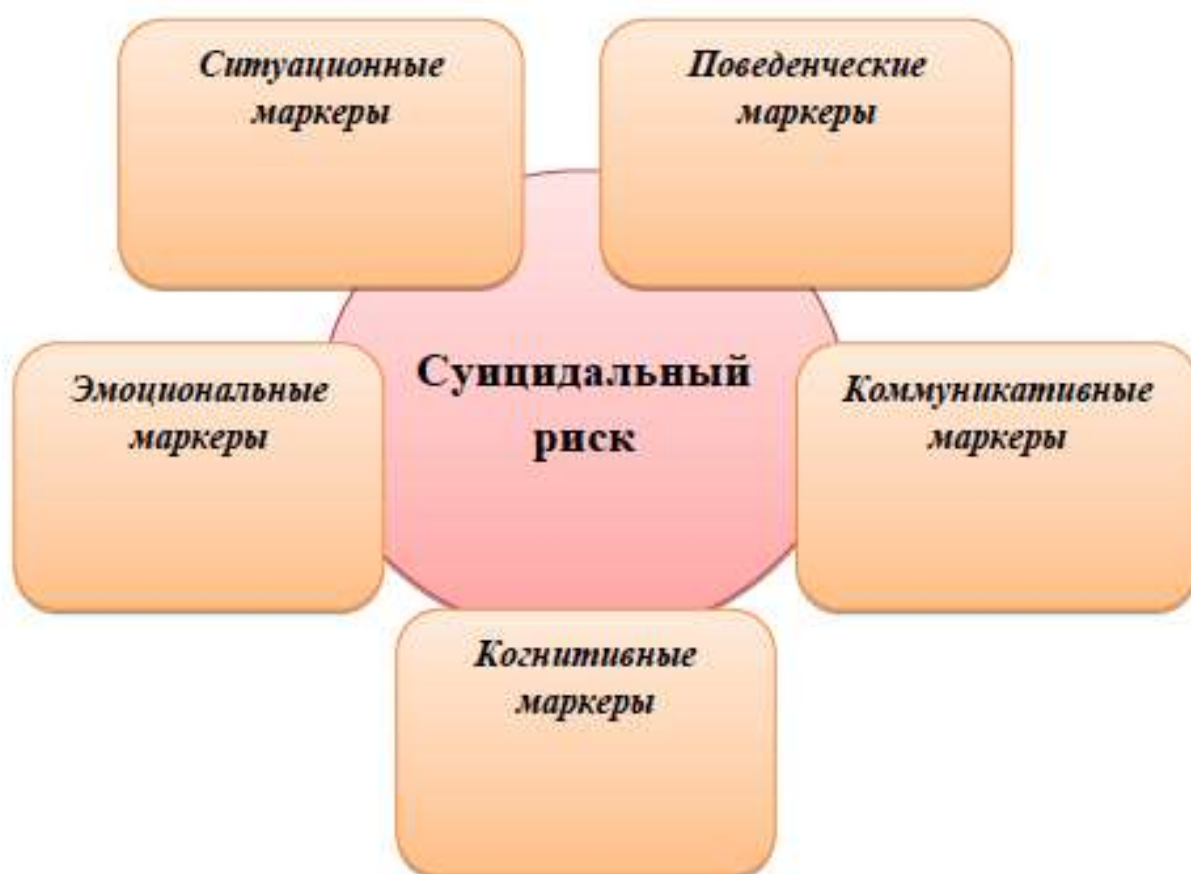 Ситуационные
маркеры
Поведенческие
маркеры
Эмоциональные
маркеры
Суицидальный
риск
Коммуникативные
маркеры
Когнитивные
маркеры